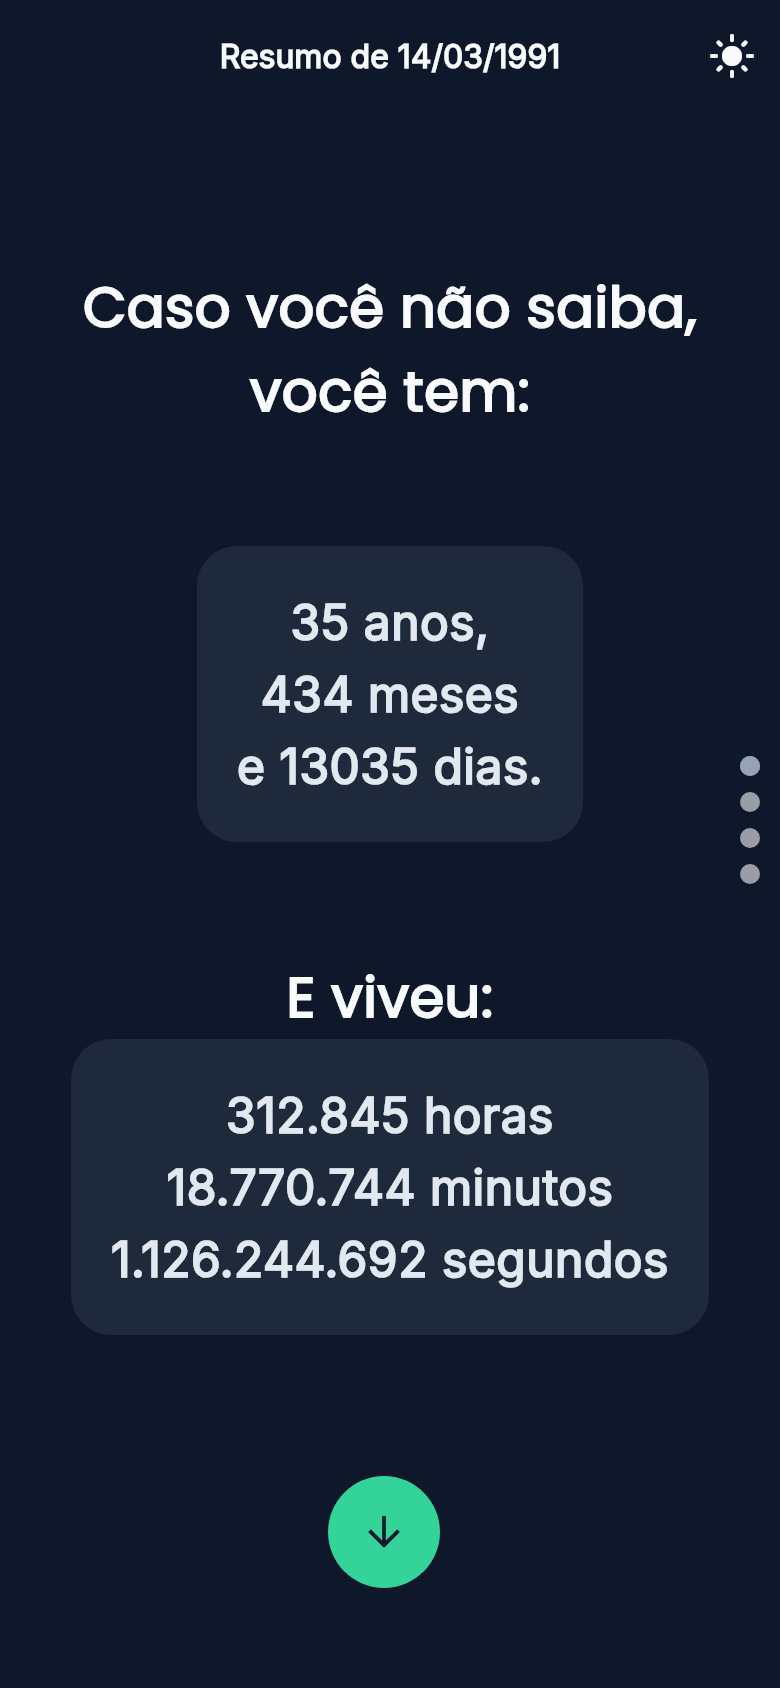 Resumo de 14/03/1991
Caso você não saiba,
você tem:
35 anos,
434 meses
e 13035 dias.
E viveu:
312.845 horas
18.770.744 minutos
1.126.244.692 segundos